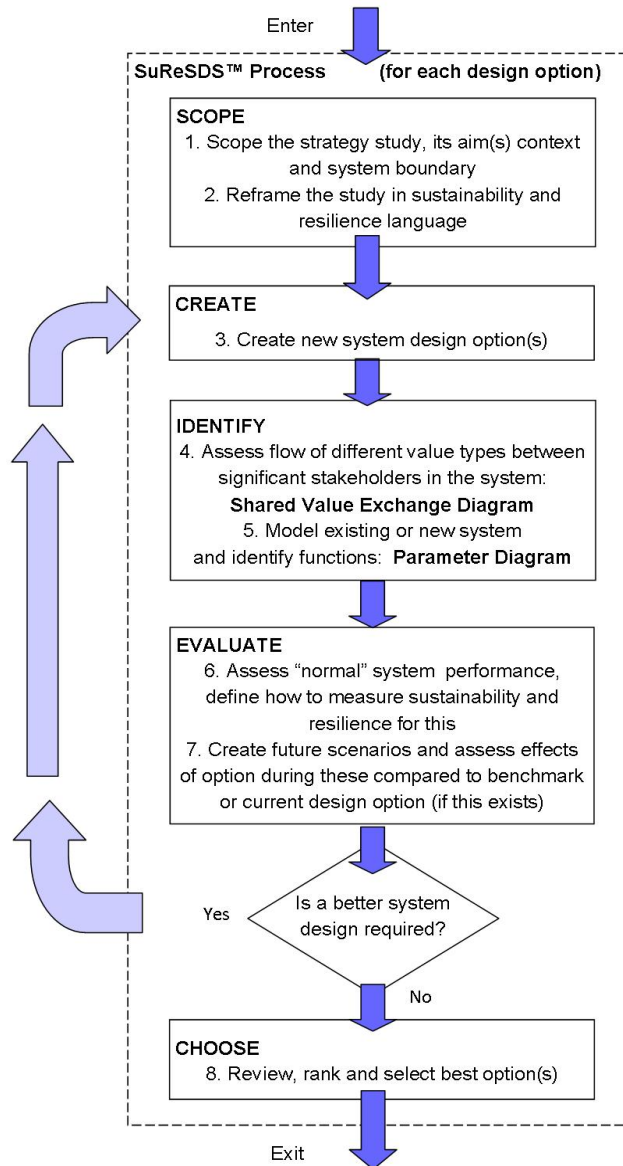 Enter
SuReSDS™ Process (for each design option)
SCOPE
1. Scope the strategy study, its aim(s) context
and system boundary
2. Reframe the study in sustainability and
resilience language
CREATE
3. Create new system design option(s)
IDENTIFY
4. Assess flow of different value types between
significant stakeholders in the system:
Shared Value Exchange Diagram
5. Model existing or new system
and identify functions: Parameter Diagram
EVALUATE
6. Assess “normal” system performance,
define how to measure sustainability and
resilience for this
7. Create future scenarios and assess effects
of option during these compared to benchmark
or current design option (if this exists)
Is a better system
design required?
Yes
No
CHOOSE
8. Review, rank and select best option(s)
Exit